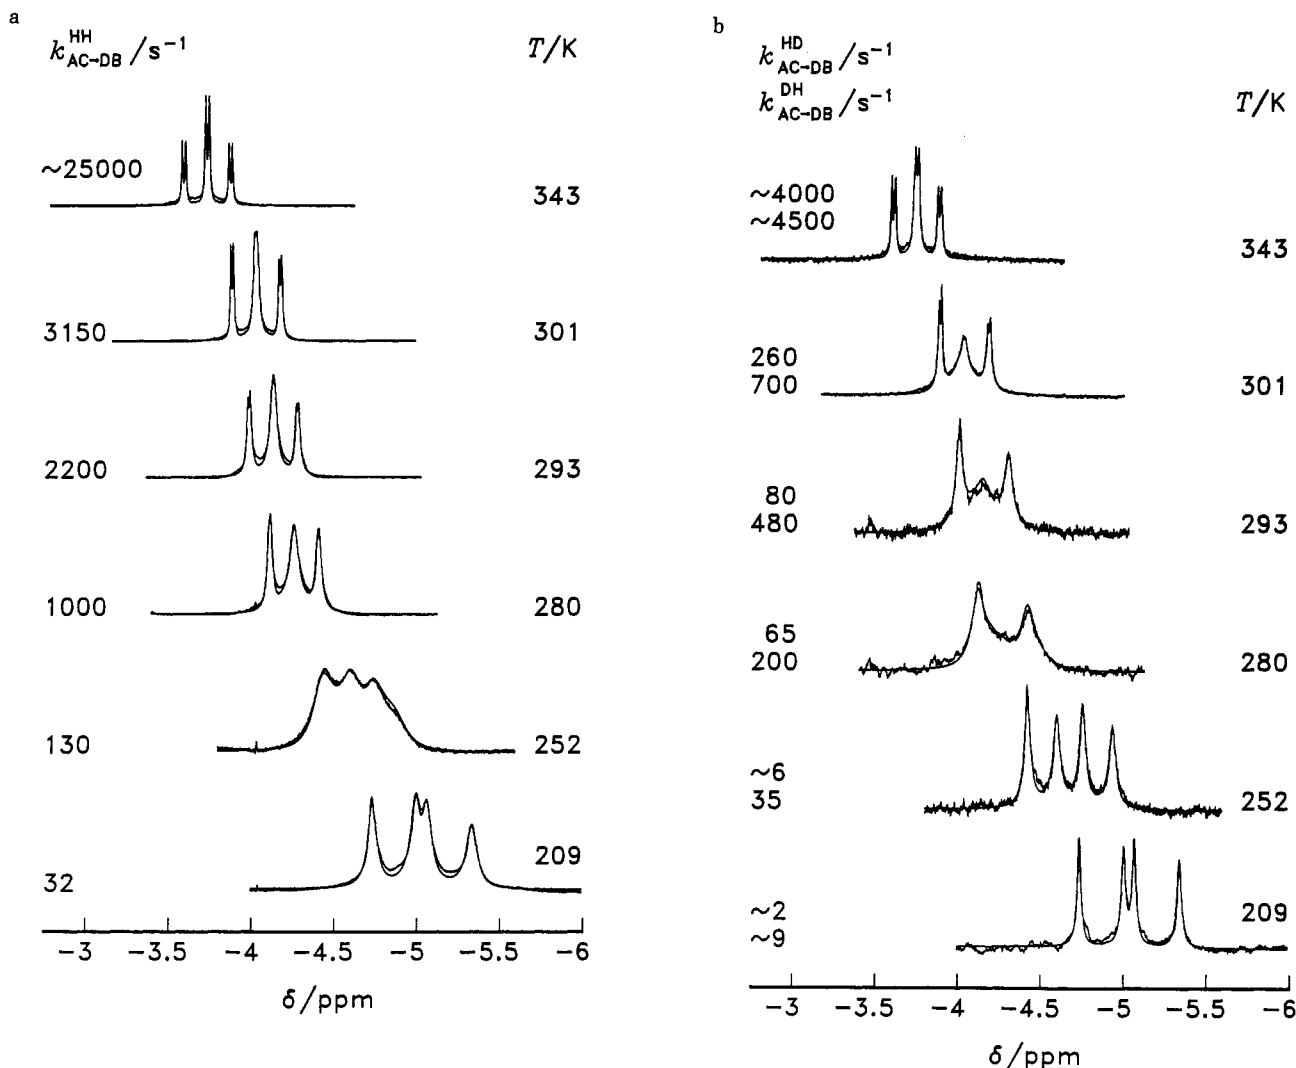 a
k^{HH}_{AC→DB} /s⁻¹ T/K
~25000 343
3150 301
2200 293
1000 280
130 252
32 209
−3 −3.5 −4 −4.5 −5 −5.5 −6
δ/ppm
b
k^{HD}_{AC→DB} /s⁻¹
k^{DH}_{AC→DB} /s⁻¹ T/K
~4000
~4500 343
260
700 301
80
480 293
65
200 280
~6
35 252
~2
~9 209
−3 −3.5 −4 −4.5 −5 −5.5 −6
δ/ppm